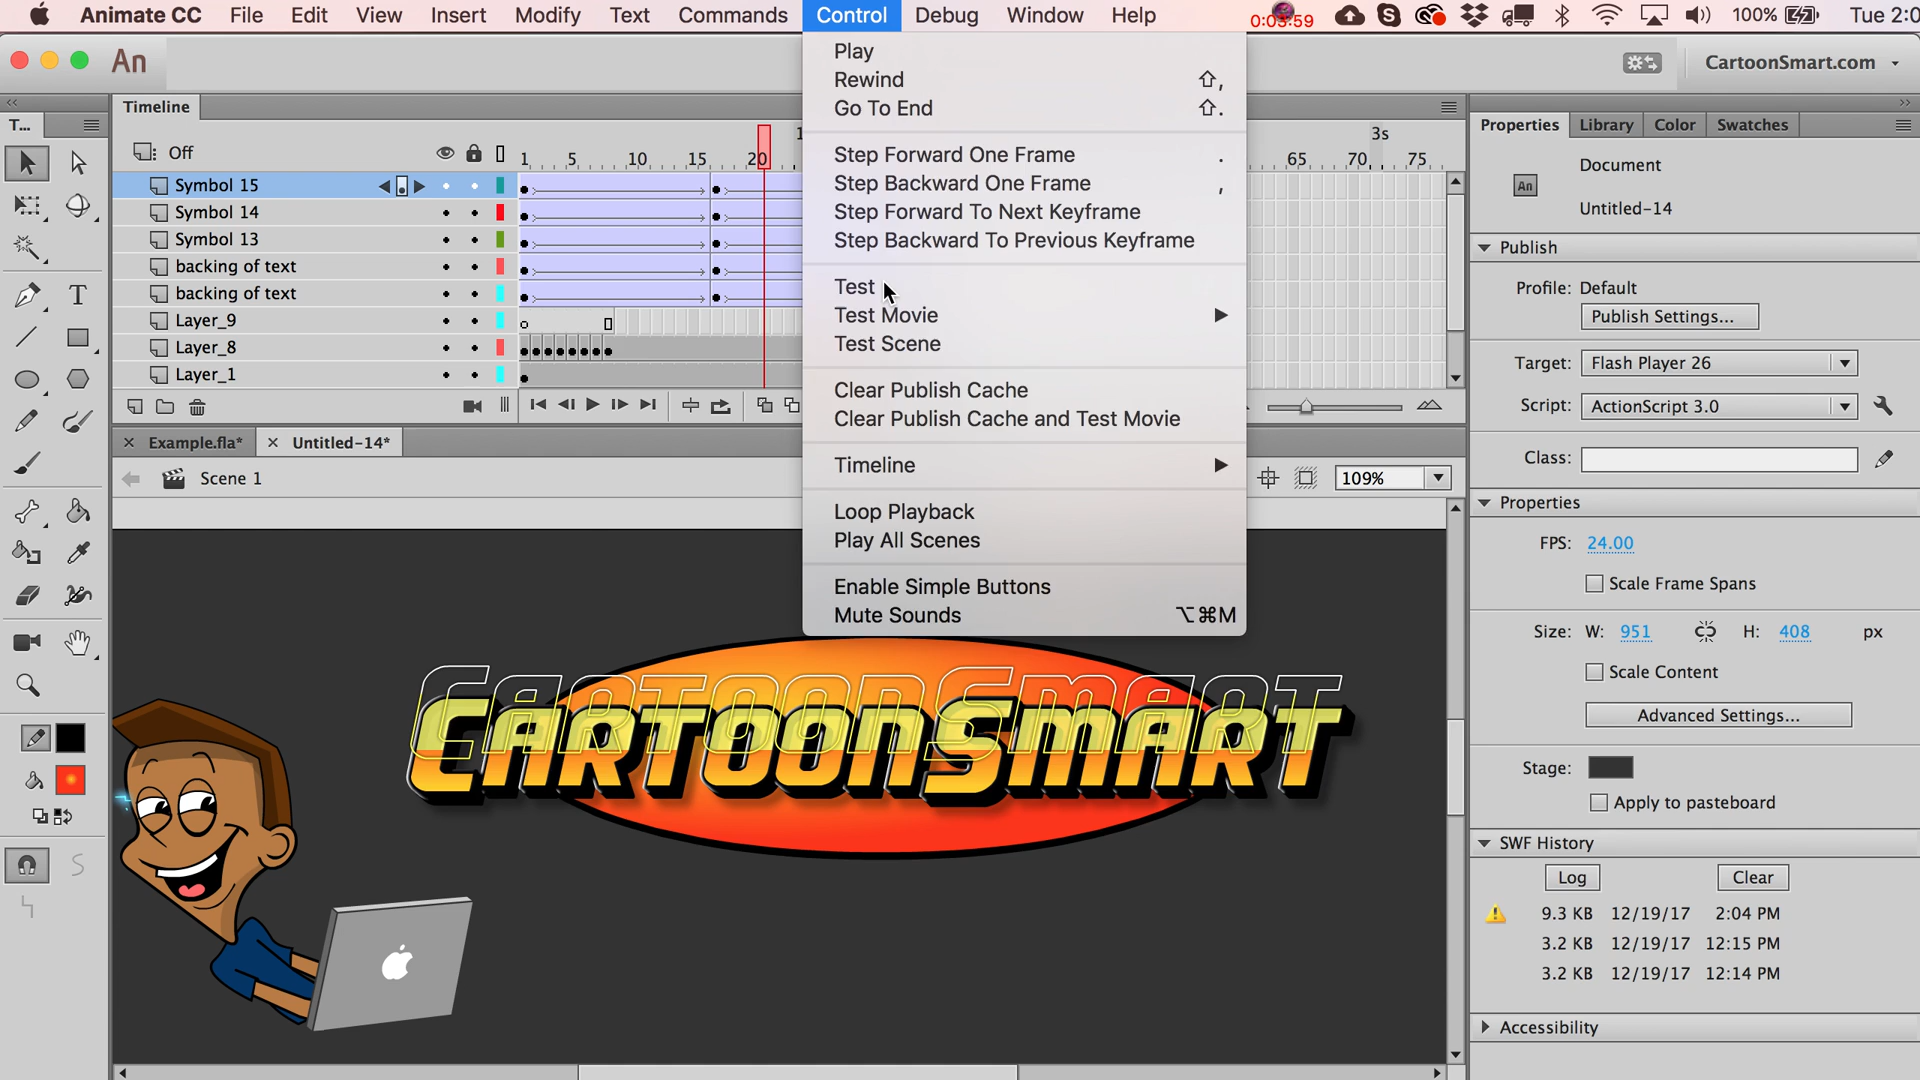 Animate CC File Edit View Insert Modify Text Commands Control Debug Window Help 0:03:59 100% Tue 2:0
An CartoonSmart.com
Play
Rewind ⇧,
Go To End ⇧.
Step Forward One Frame .
Step Backward One Frame ,
Step Forward To Next Keyframe
Step Backward To Previous Keyframe
Test
Test Movie
Test Scene
Clear Publish Cache
Clear Publish Cache and Test Movie
Timeline
Loop Playback
Play All Scenes
Enable Simple Buttons
Mute Sounds ⌥⌘M
T...
Timeline
Off
1 5 10 15 20 1 3s 65 70 75
Symbol 15
Symbol 14
Symbol 13
backing of text
backing of text
Layer_9
Layer_8
Layer_1
Example.fla* Untitled-14*
Scene 1 109%
CartoonSmart
Properties Library Color Swatches
Document
An
Untitled-14
Publish
Profile: Default
Publish Settings...
Target: Flash Player 26
Script: ActionScript 3.0
Class:
Properties
FPS: 24.00
Scale Frame Spans
Size: W: 951 H: 408 px
Scale Content
Advanced Settings...
Stage:
Apply to pasteboard
SWF History
Log Clear
9.3 KB 12/19/17 2:04 PM
3.2 KB 12/19/17 12:15 PM
3.2 KB 12/19/17 12:14 PM
Accessibility